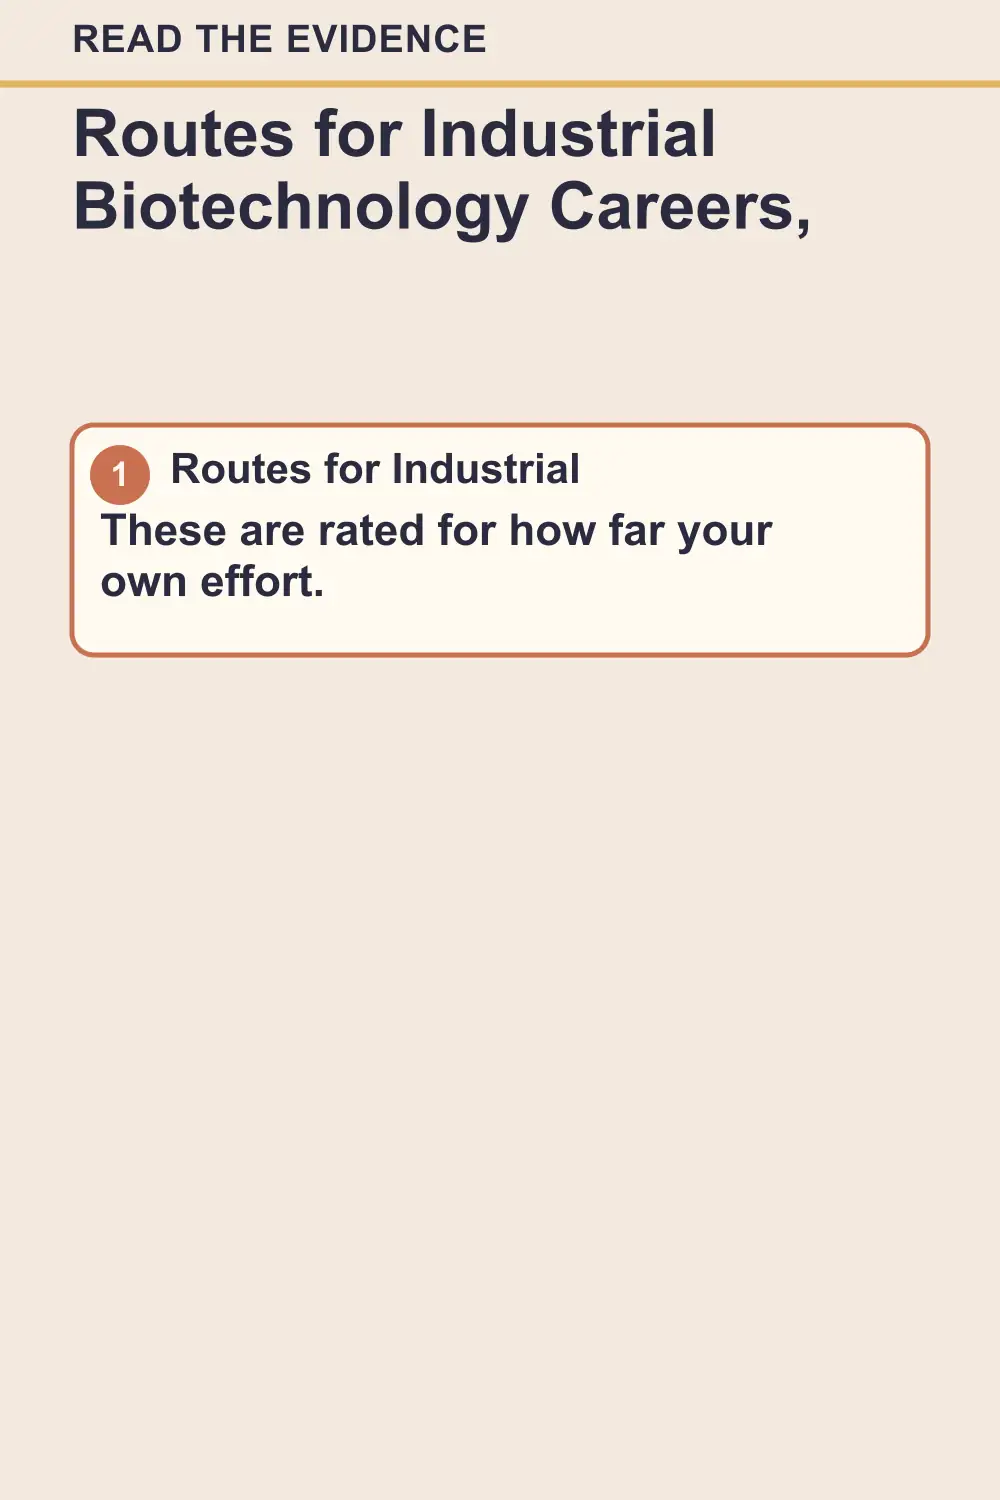 READ THE EVIDENCE
Routes for Industrial
Biotechnology Careers,
1 Routes for Industrial
These are rated for how far your
own effort.